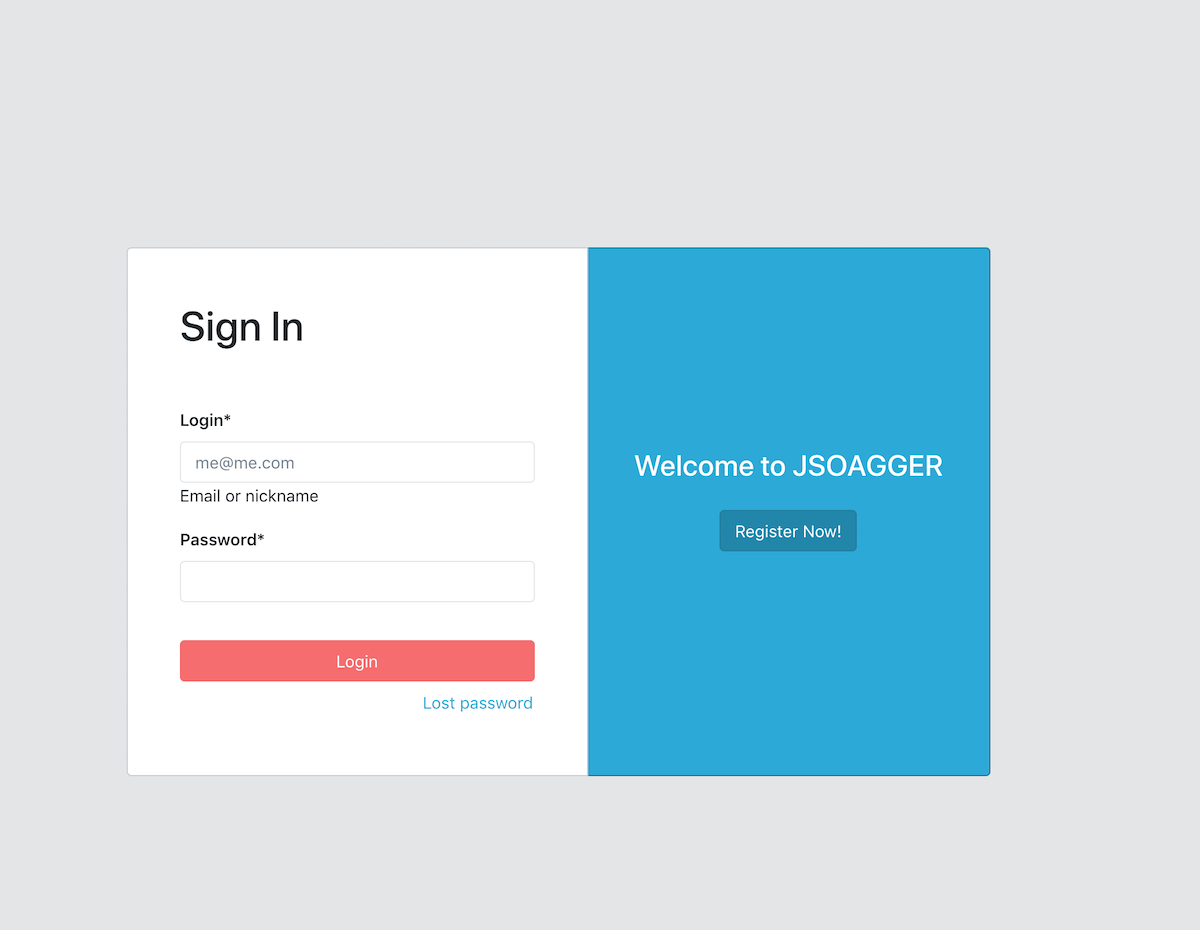 Sign In
Login*
me@me.com
Email or nickname
Password*
Login
Lost password
Welcome to JSOAGGER
Register Now!